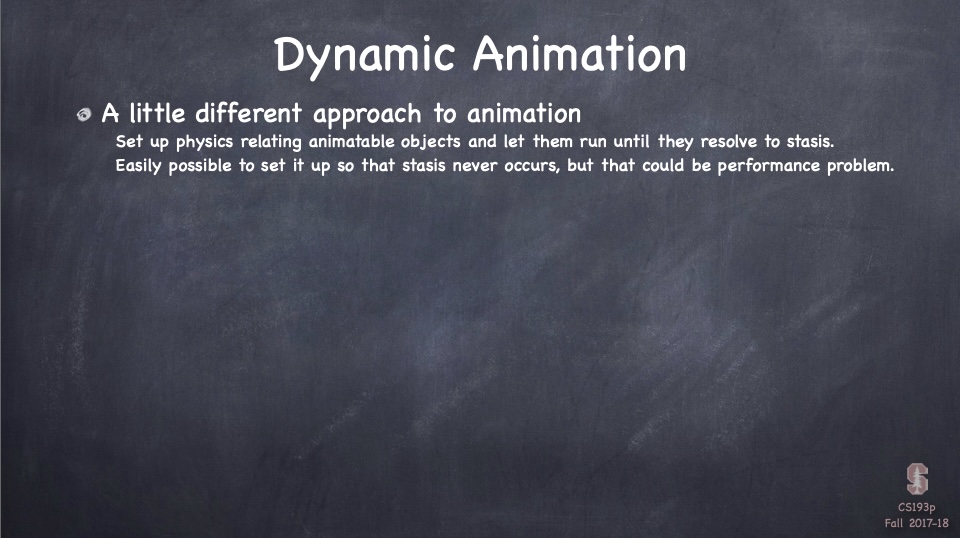 Dynamic Animation
A little different approach to animation
Set up physics relating animatable objects and let them run until they resolve to stasis.
Easily possible to set it up so that stasis never occurs, but that could be performance problem.
S
CS193p
Fall 2017-18